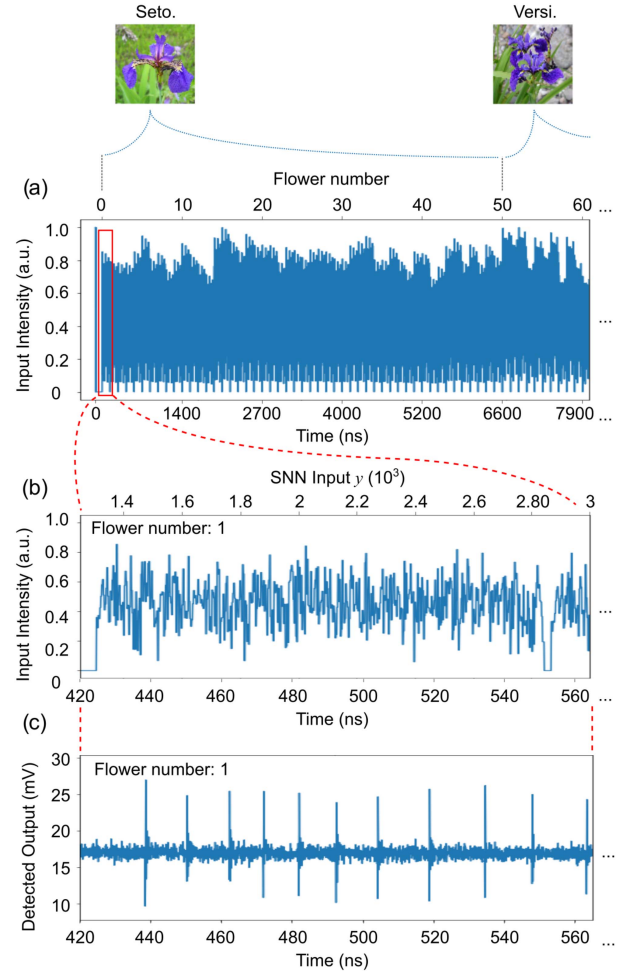 Seto. Versi.
(a) Flower number
0 10 20 30 40 50 60 ...
Input Intensity (a.u.)
1.0
0.8
0.6
0.4
0.2
0
...
0 1400 2700 4000 5200 6600 7900 ...
Time (ns)
(b) SNN Input y (10³)
1.4 1.6 1.8 2 2.2 2.4 2.6 2.8 3
Flower number: 1
Input Intensity (a.u.)
1.0
0.8
0.6
0.4
0.2
0
...
420 440 460 480 500 520 540 560 ...
Time (ns)
(c)
Flower number: 1
Detected Output (mV)
30
25
20
17
15
10
...
420 440 460 480 500 520 540 560 ...
Time (ns)